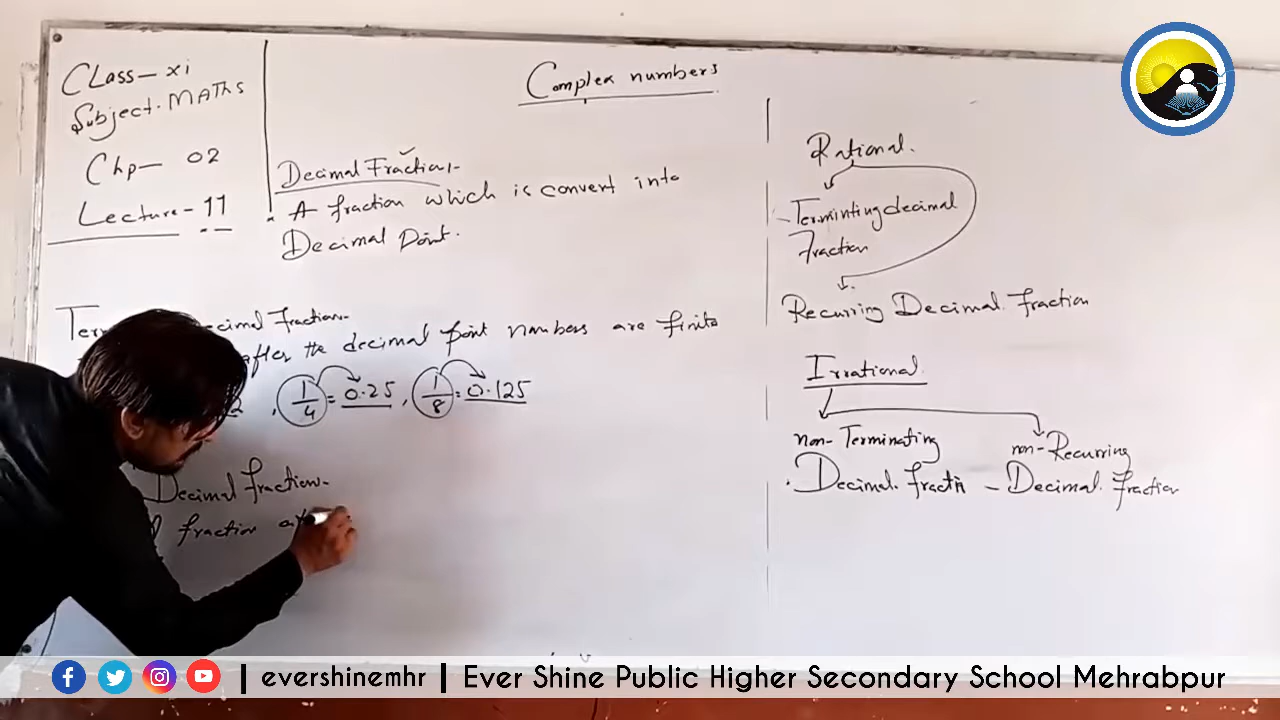 CLass - xi
Subject. MATHs
Chp - 02
Lecture - 11
Complex numbers
Decimal Fraction:-
A fraction which is convert into
Decimal Point.
Decimal Fraction-
after the decimal point numbers are finite
, 1/4 = 0.25 , 1/8 = 0.125
Decimal fraction-
fraction
Rational.
- Terminting decimal
Fraction
Recurring Decimal Fraction
Irrational
non-Terminating
Decimal. fractn
non-Recurring
- Decimal. Fraction
| evershinemhr | Ever Shine Public Higher Secondary School Mehrabpur